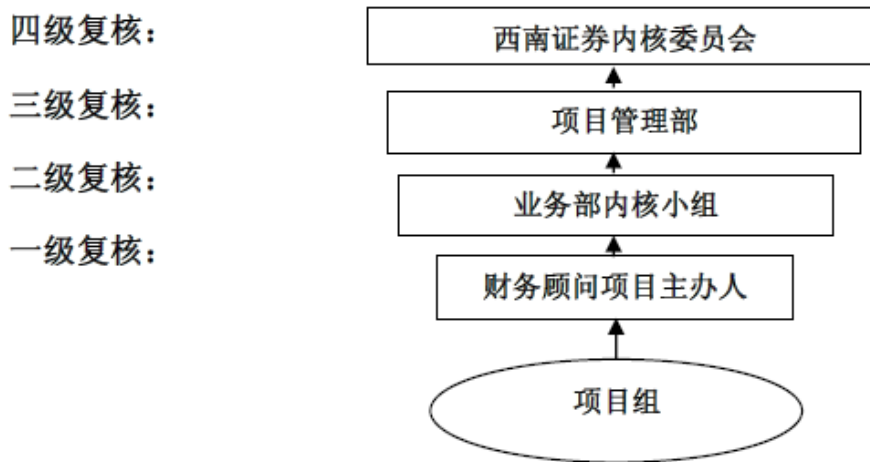 四级复核：
西南证券内核委员会
三级复核：
项目管理部
二级复核：
业务部内核小组
一级复核：
财务顾问项目主办人
项目组